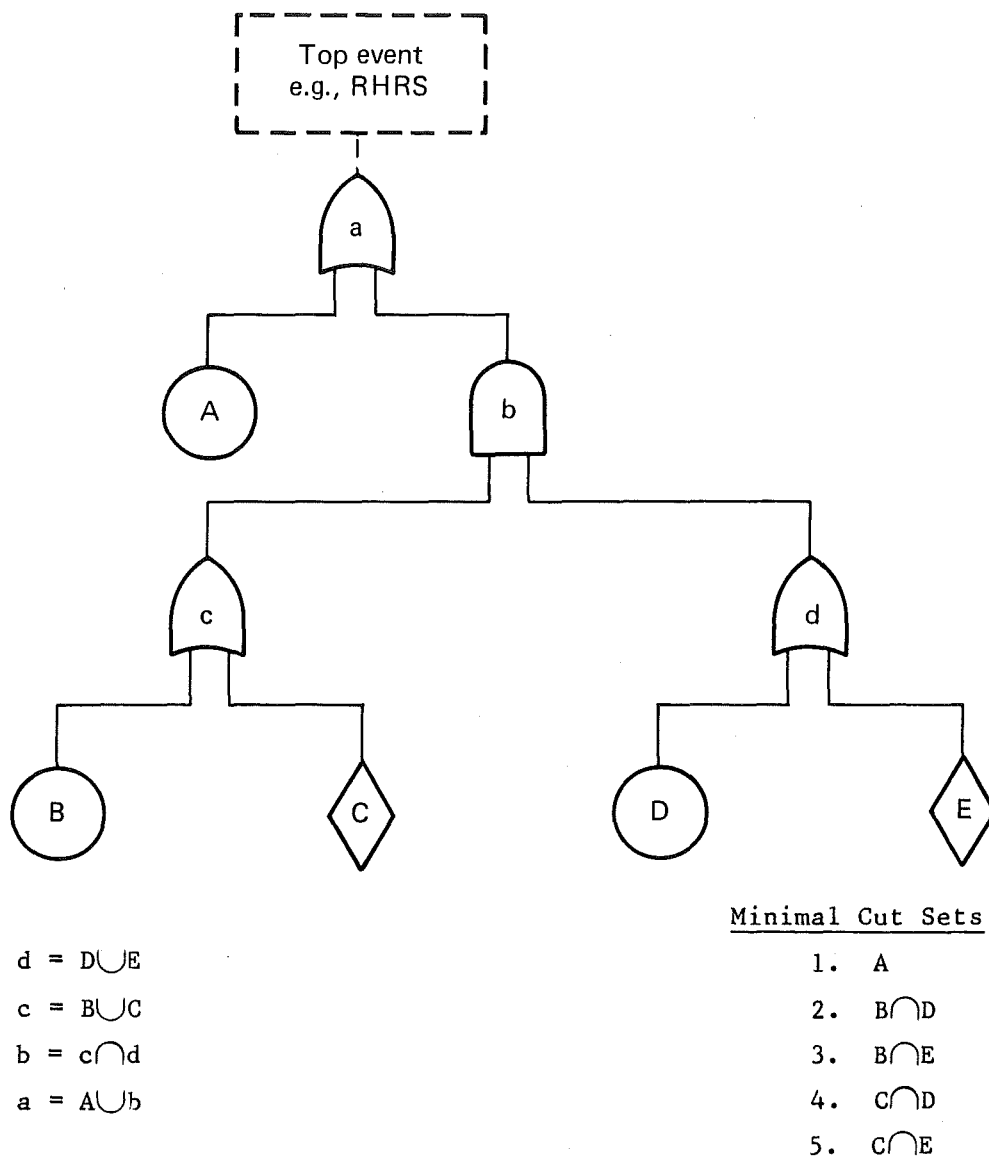 Top event
e.g., RHRS
a
A
b
c
d
B
C
D
E
d = D∪E
c = B∪C
b = c∩d
a = A∪b
Minimal Cut Sets
1. A
2. B∩D
3. B∩E
4. C∩D
5. C∩E